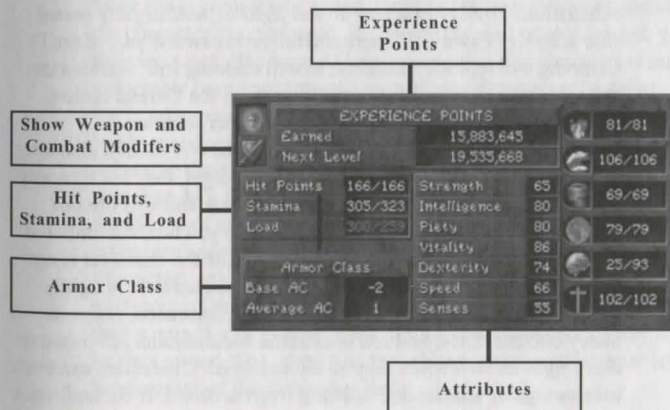 Experience
Points
Show Weapon and
Combat Modifers
Hit Points,
Stamina, and Load
Armor Class
EXPERIENCE POINTS
Earned 15,883,645
Next Level 19,535,668
Hit Points 166/166
Stamina 305/323
Load 300/259
Armor Class
Base AC -2
Average AC 1
Strength 65
Intelligence 80
Piety 80
Vitality 86
Dexterity 74
Speed 66
Senses 55
81/81
106/106
69/69
79/79
25/93
102/102
Attributes